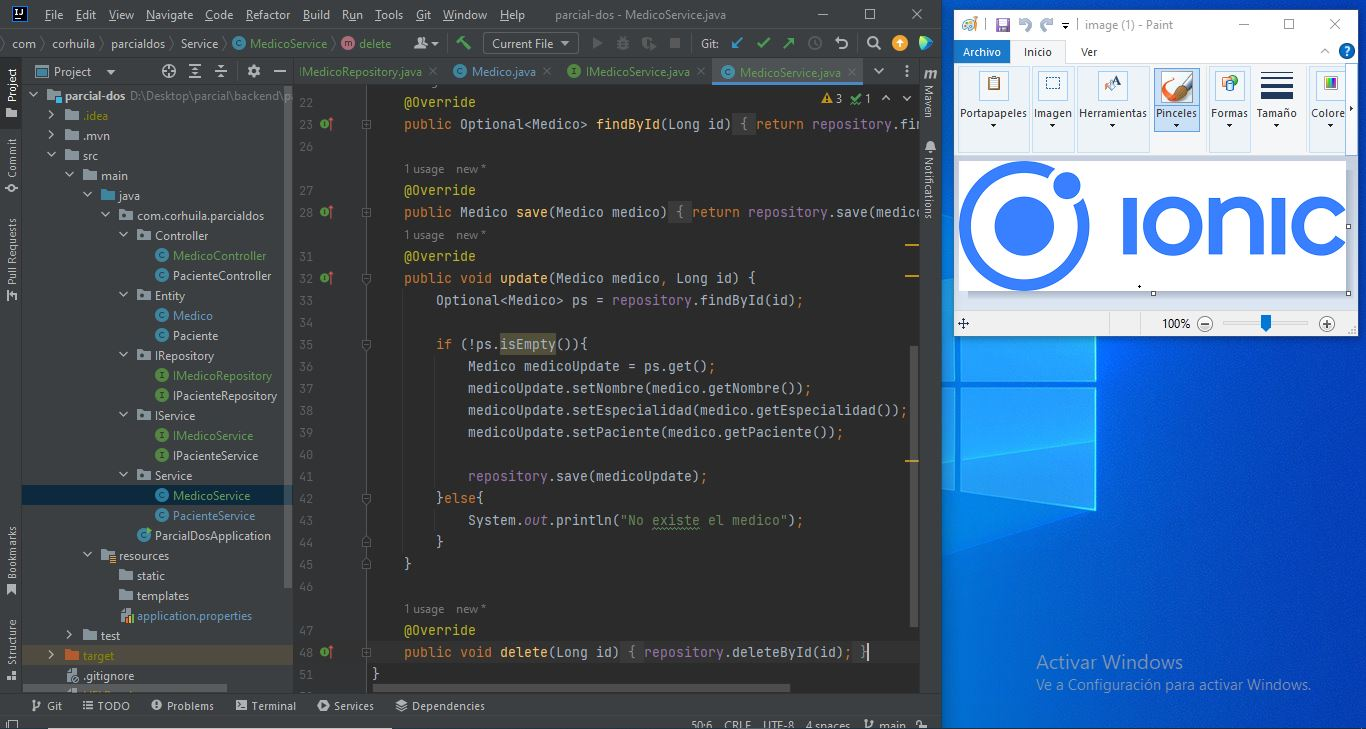 File Edit View Navigate Code Refactor Build Run Tools Git Window Help parcial-dos - MedicoService.java
com corhuila parcialdos Service MedicoService delete Current File Git:
Project
IMedicoRepository.java Medico.java IMedicoService.java MedicoService.java
parcial-dos D:\Desktop\parcial\backend\p
.idea
.mvn
src
main
java
com.corhuila.parcialdos
Controller
MedicoController
PacienteController
Entity
Medico
Paciente
IRepository
IMedicoRepository
IPacienteRepository
IService
IMedicoService
IPacienteService
Service
MedicoService
PacienteService
ParcialDosApplication
resources
static
templates
application.properties
test
target
.gitignore
Project
Commit
Pull Requests
Bookmarks
Structure
3 1
22 @Override
23 public Optional<Medico> findById(Long id) { return repository.fin
26
1 usage new *
27 @Override
28 public Medico save(Medico medico) { return repository.save(medico
1 usage new *
31 @Override
32 public void update(Medico medico, Long id) {
33 Optional<Medico> ps = repository.findById(id);
34
35 if (!ps.isEmpty()){
36 Medico medicoUpdate = ps.get();
37 medicoUpdate.setNombre(medico.getNombre());
38 medicoUpdate.setEspecialidad(medico.getEspecialidad());
39 medicoUpdate.setPaciente(medico.getPaciente());
40
41 repository.save(medicoUpdate);
42 }else{
43 System.out.println("No existe el medico");
44 }
45 }
46
1 usage new *
47 @Override
48 public void delete(Long id) { repository.deleteById(id); }
51 }
Maven
Notifications
Git TODO Problems Terminal Services Dependencies
50:6 CRLF UTF-8 4 spaces main
image (1) - Paint
Archivo Inicio Ver
Portapapeles Imagen Herramientas Pinceles Formas Tamaño Colore
ionic
100%
Activar Windows
Ve a Configuración para activar Windows.